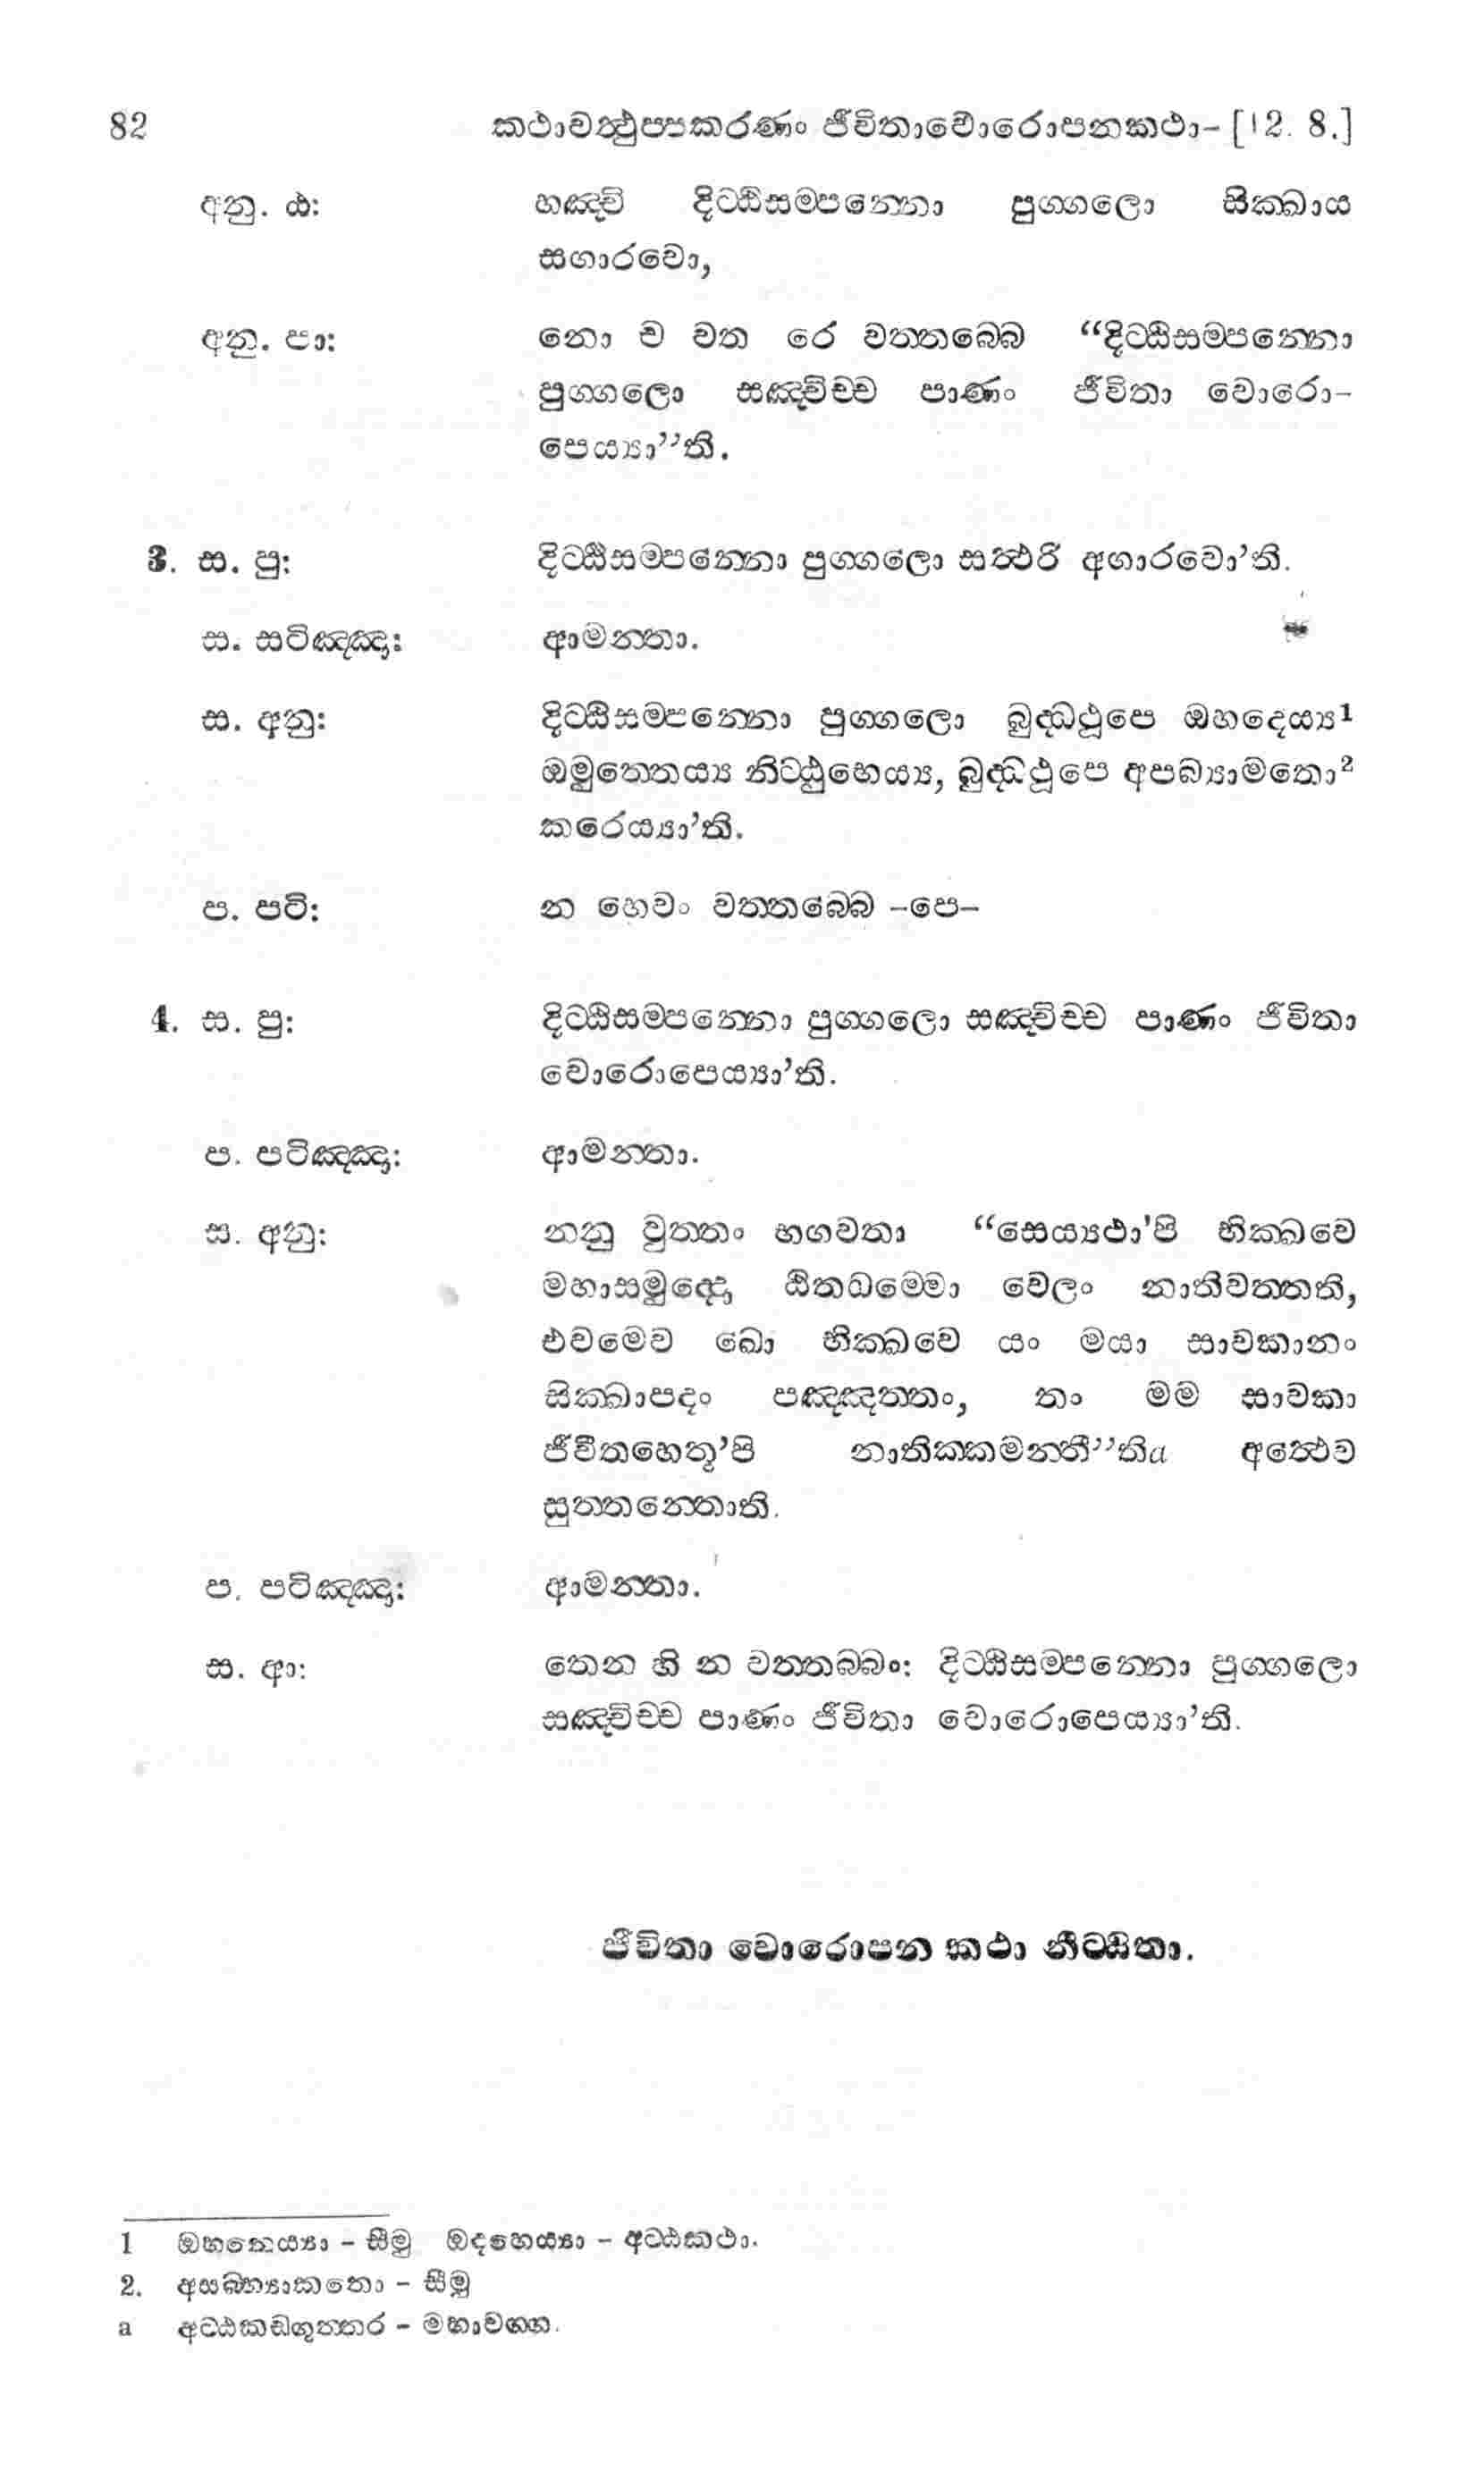 82 කථාවත්‍ථුප්‍පකරණං ජීවිතාවොරොපනකථා- [12. 8.]
අනු. ඨ: හඤ්චි දිට්ඨිසම්පන්නො පුග්ගලො සික්ඛාය
සගාරවො,
අනු. පා: නො ච වත රෙ වත්තබ්බෙ “දිට්ඨිසම්පන්නො
පුග්ගලො සඤ්චිච්ච පාණං ජීවිතා වොරො-
පෙය්‍යා”ති.
3. ස. පු: දිට්ඨිසම්පන්නො පුග්ගලො සත්‍ථරි අගාරවො’ති.
ස. සටිඤ්ඤා: ආමන්තා.
ස. අනු: දිට්ඨිසම්පන්නො පුග්ගලො බුද්ධථූපෙ ඔහදෙය්‍ය1
ඔමුත්තෙය්‍ය නිට්ඨුභෙය්‍ය, බුද්ධථූපෙ අපබ්‍යාමතො2
කරෙය්‍යා’ති.
ප. පටි: න හෙවං වත්තබ්බෙ -පෙ-
4. ස. පු: දිට්ඨිසම්පන්නො පුග්ගලො සඤ්චිච්ච පාණං ජීවිතා
වොරොපෙය්‍යා’ති.
ප. පටිඤ්ඤා: ආමන්තා.
ස. අනු: නනු වුත්තං භගවතා “සෙය්‍යථා’පි භික්ඛවෙ
මහාසමුද්දො ඨිතධම්මො වෙලං නාතිවත්තති,
එවමෙව ඛො භික්ඛවෙ යං මයා සාවකානං
සික්ඛාපදං පඤ්ඤත්තං, තං මම සාවකා
ජීවිතහෙතූ’පි නාතික්කමන්තී”තිa අත්‍ථෙව
සුත්තන්තොති.
ප. පටිඤ්ඤා: ආමන්තා.
ස. ආ: තෙන හි න වත්තබ්බං: දිට්ඨිසම්පන්නො පුග්ගලො
සඤ්චිච්ච පාණං ජීවිතා වොරොපෙය්‍යා’ති.
ජීවිතා වොරොපන කථා නිට්ඨිතා.
1 ඔහනෙය්‍යා - සීමු ඔදහෙය්‍යා - අට්ඨකථා.
2. අසබ්භ්‍යාකතො - සීමු
a අට්ඨකඞ්ගුත්තර - මහාවග්ග.